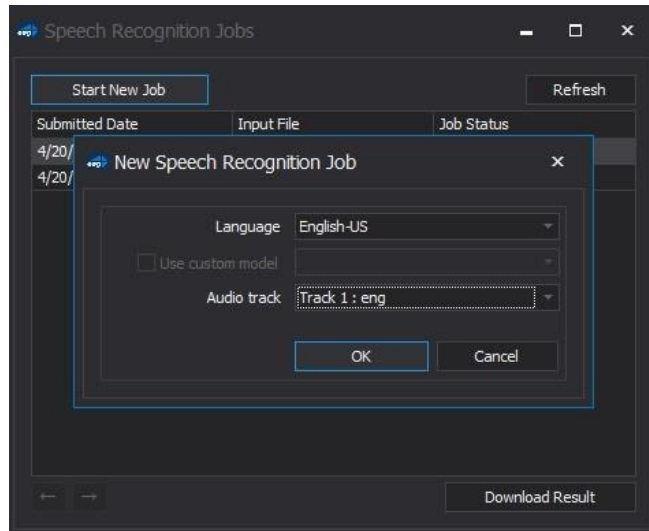 Speech Recognition Jobs
Start New Job
Refresh
Submitted Date Input File Job Status
4/20/
New Speech Recognition Job
4/20/
Language English-US
Use custom model
Audio track Track 1 : eng
OK Cancel
Download Result